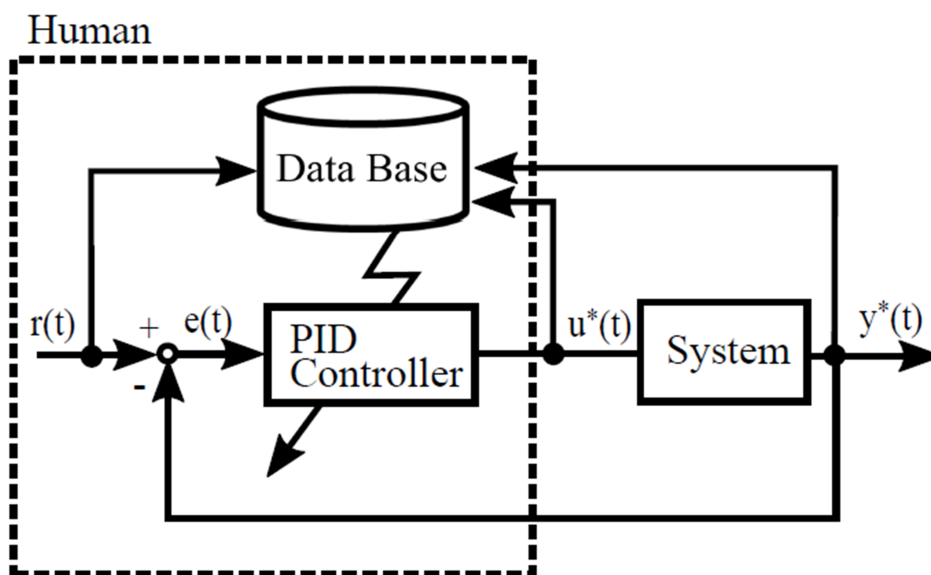 Human
Data Base
r(t)
+
e(t)
-
PID
Controller
u*(t)
System
y*(t)